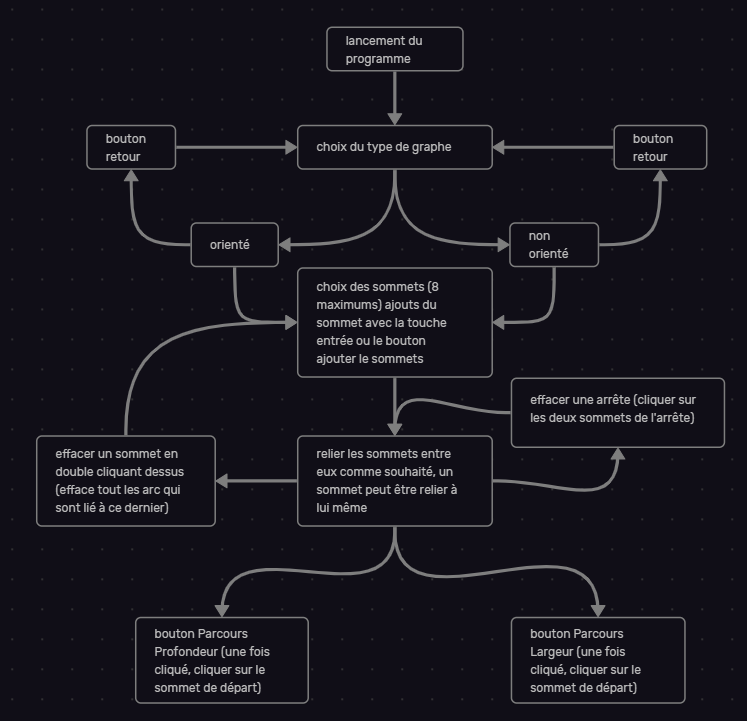 lancement du
programme
bouton
retour
choix du type de graphe
bouton
retour
orienté
non
orienté
choix des sommets (8
maximums) ajouts du
sommet avec la touche
entrée ou le bouton
ajouter le sommets
effacer une arrête (cliquer sur
les deux sommets de l'arrête)
effacer un sommet en
double cliquant dessus
(efface tout les arc qui
sont lié à ce dernier)
relier les sommets entre
eux comme souhaité, un
sommet peut être relier à
lui même
bouton Parcours
Profondeur (une fois
cliqué, cliquer sur le
sommet de départ)
bouton Parcours
Largeur (une fois
cliqué, cliquer sur le
sommet de départ)